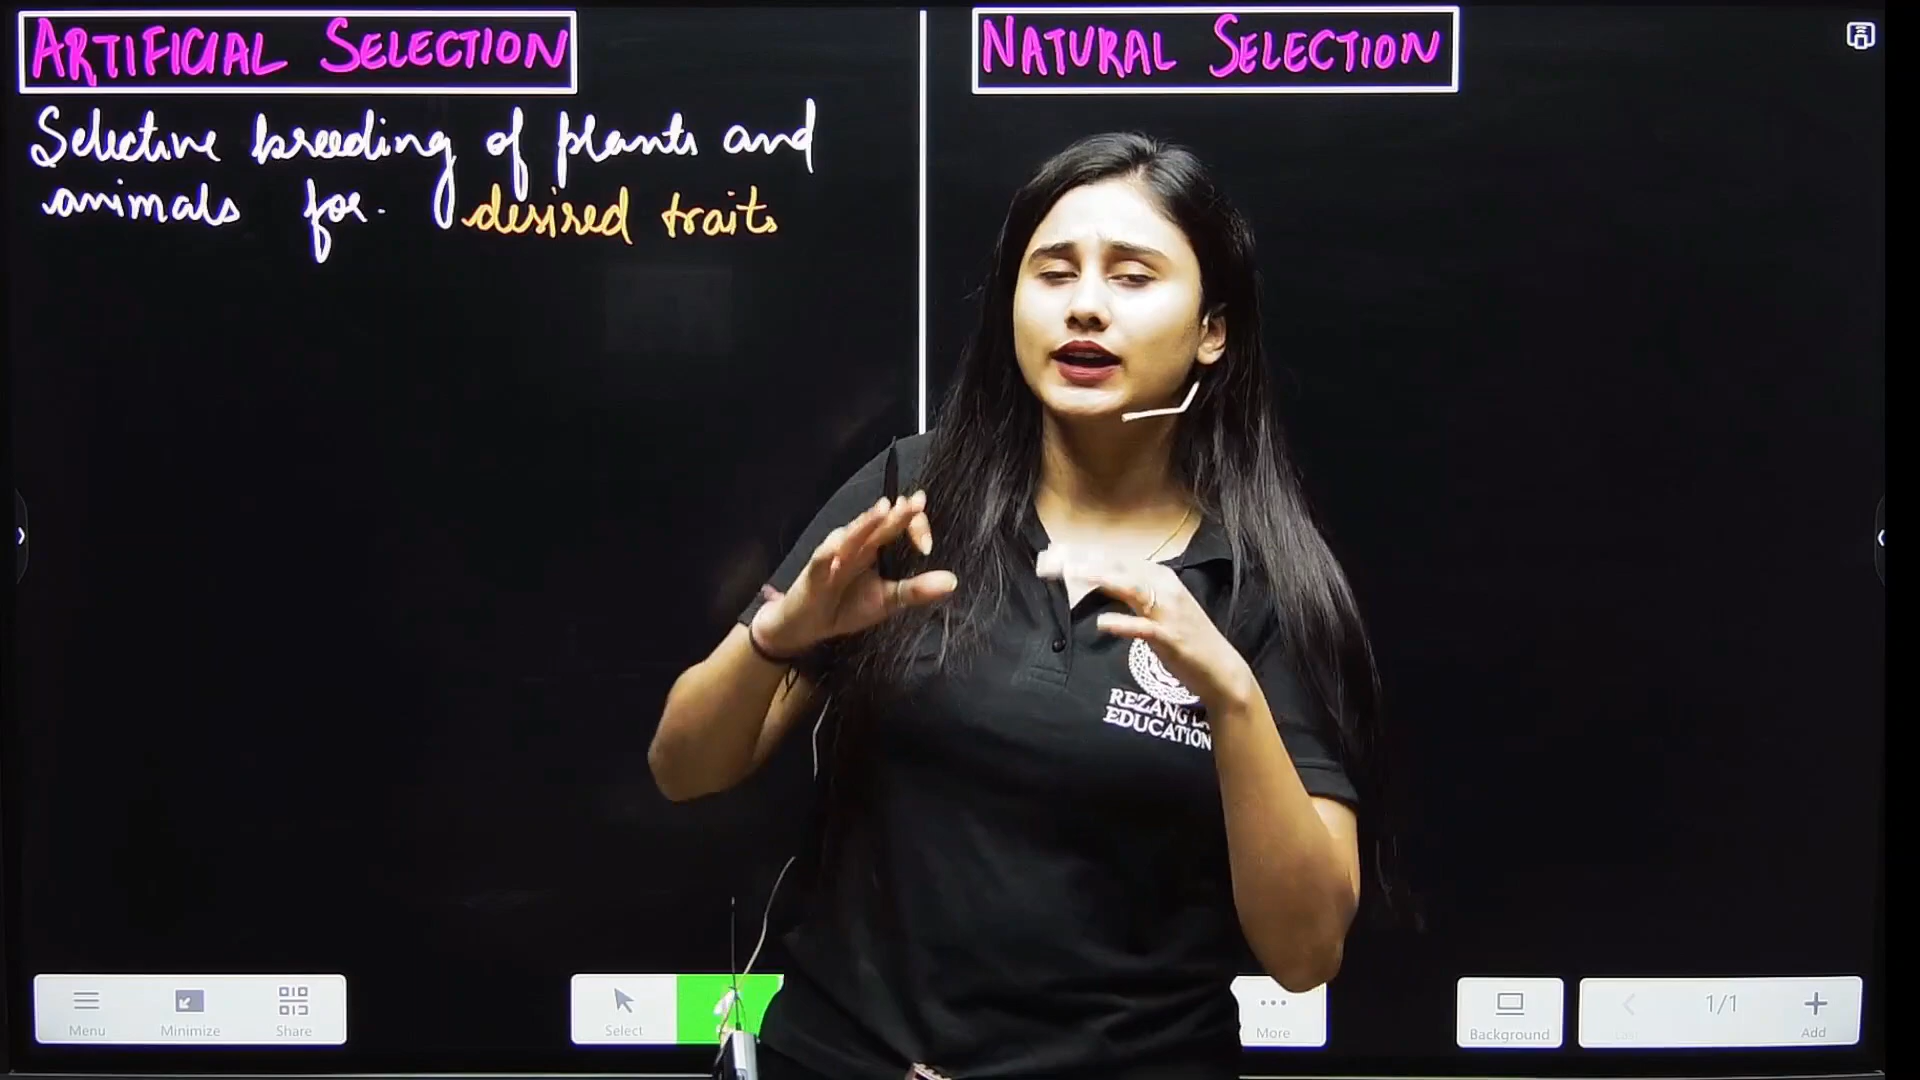 ARTIFICIAL SELECTION
Selective breeding of plants and
animals for desired traits
NATURAL SELECTION
REZANG LA
EDUCATION
Menu
Minimize
Share
Select
More
Background
1/1
Add